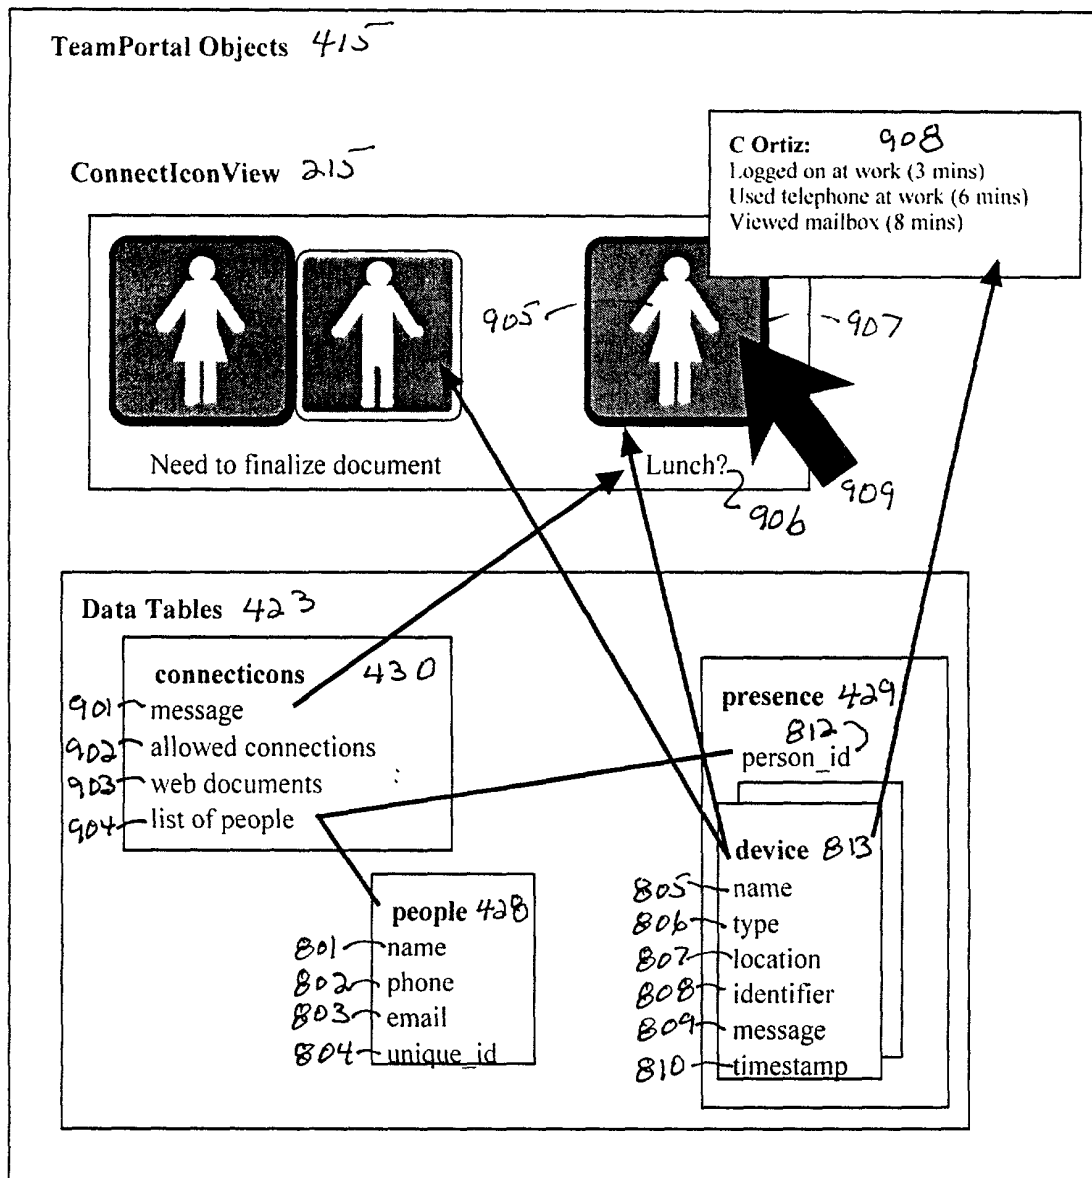 TeamPortal Objects 415
C Ortiz: 908
Logged on at work (3 mins)
Used telephone at work (6 mins)
Viewed mailbox (8 mins)
ConnectIconView 215
905
907
Need to finalize document
Lunch?
906
909
Data Tables 423
connecticons 430
901 message
902 allowed connections
903 web documents
904 list of people
people 428
801 name
802 phone
803 email
804 unique_id
presence 429
812
person_id
device 813
805 name
806 type
807 location
808 identifier
809 message
810 timestamp